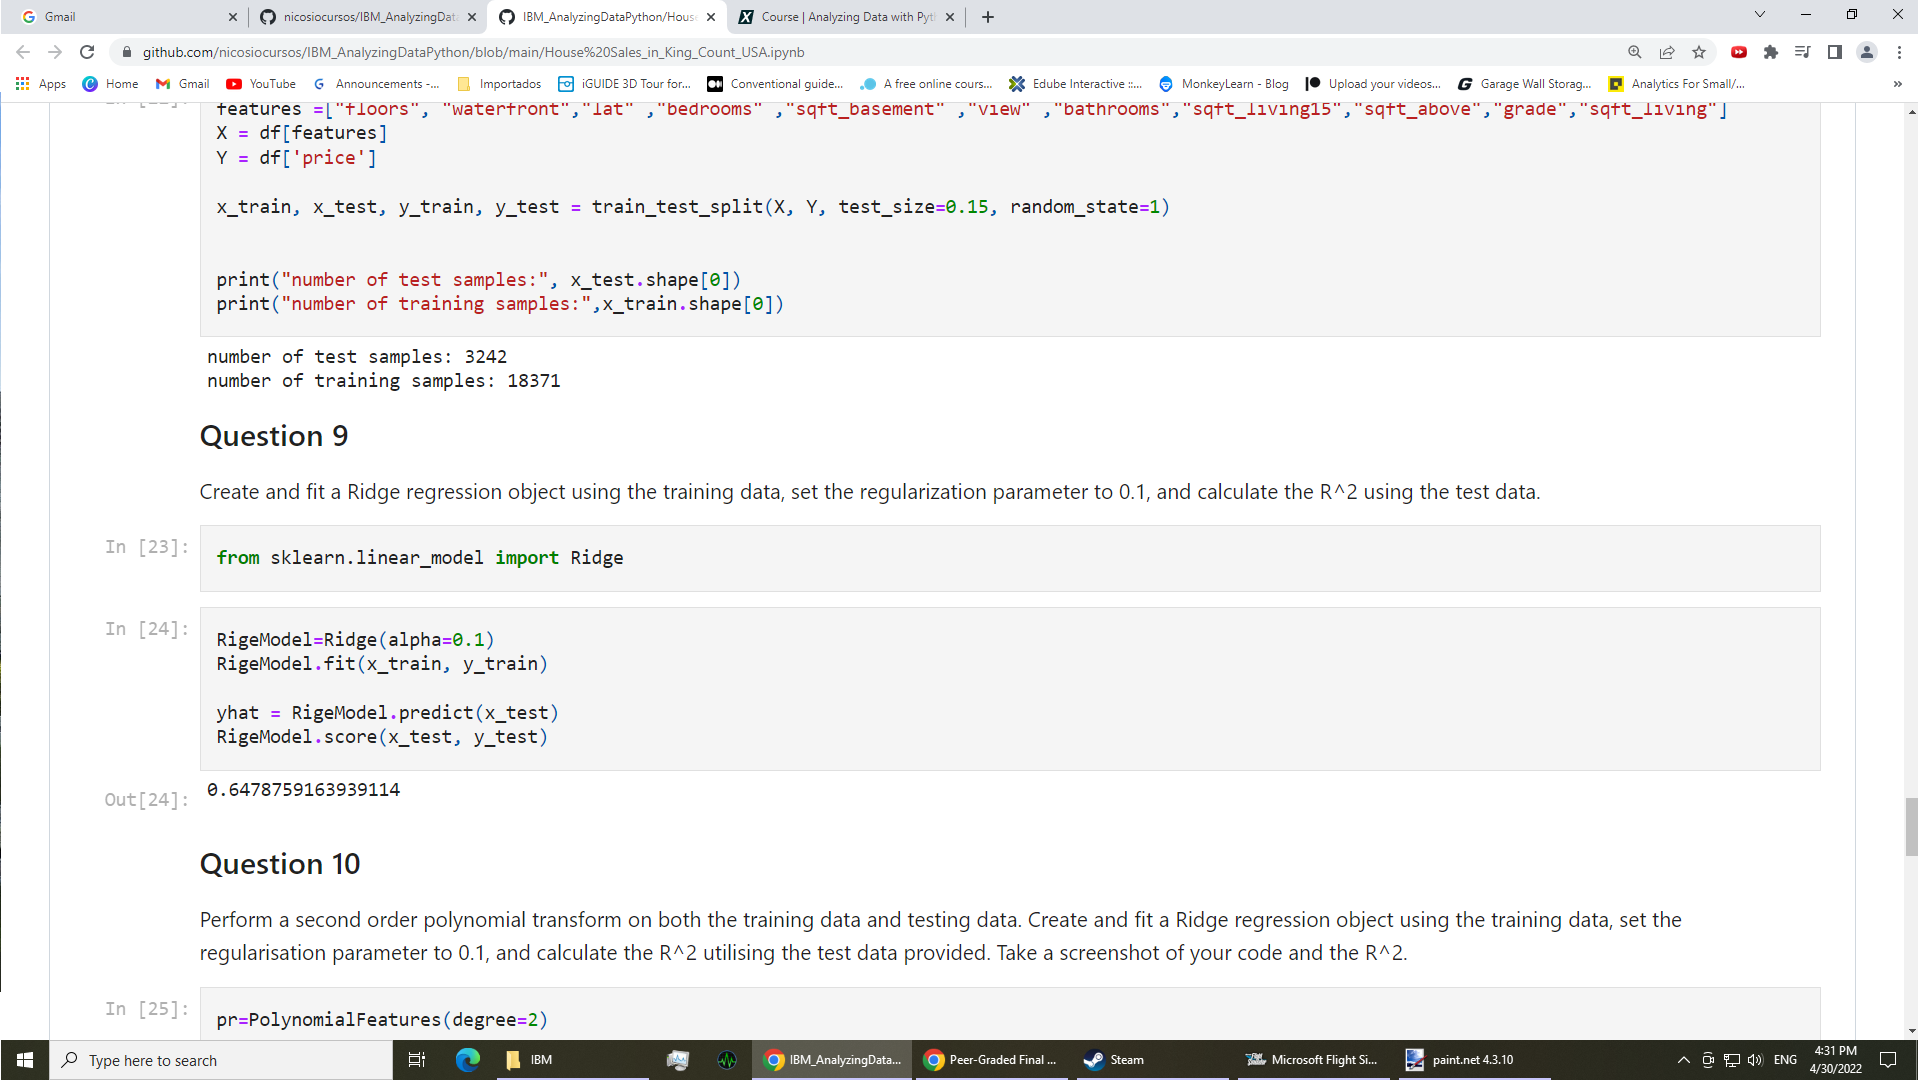 Gmail
nicosiocursos/IBM_AnalyzingData
IBM_AnalyzingDataPython/House
Course | Analyzing Data with Pyt
github.com/nicosiocursos/IBM_AnalyzingDataPython/blob/main/House%20Sales_in_King_Count_USA.ipynb
Apps
Home
Gmail
YouTube
Announcements -...
Importados
iGUIDE 3D Tour for...
Conventional guide...
A free online cours...
Edube Interactive ::...
MonkeyLearn - Blog
Upload your videos...
Garage Wall Storag...
Analytics For Small/...
features =["floors", "waterfront","lat" ,"bedrooms" ,"sqft_basement" ,"view" ,"bathrooms","sqft_living15","sqft_above","grade","sqft_living"]
X = df[features]
Y = df['price']
x_train, x_test, y_train, y_test = train_test_split(X, Y, test_size=0.15, random_state=1)
print("number of test samples:", x_test.shape[0])
print("number of training samples:",x_train.shape[0])
number of test samples: 3242
number of training samples: 18371
Question 9
Create and fit a Ridge regression object using the training data, set the regularization parameter to 0.1, and calculate the R^2 using the test data.
In [23]:
from sklearn.linear_model import Ridge
In [24]:
RigeModel=Ridge(alpha=0.1)
RigeModel.fit(x_train, y_train)
yhat = RigeModel.predict(x_test)
RigeModel.score(x_test, y_test)
Out[24]:
0.6478759163939114
Question 10
Perform a second order polynomial transform on both the training data and testing data. Create and fit a Ridge regression object using the training data, set the
regularisation parameter to 0.1, and calculate the R^2 utilising the test data provided. Take a screenshot of your code and the R^2.
In [25]:
pr=PolynomialFeatures(degree=2)
Type here to search
IBM
IBM_AnalyzingData...
Peer-Graded Final ...
Steam
Microsoft Flight Si...
paint.net 4.3.10
ENG
4:31 PM
4/30/2022